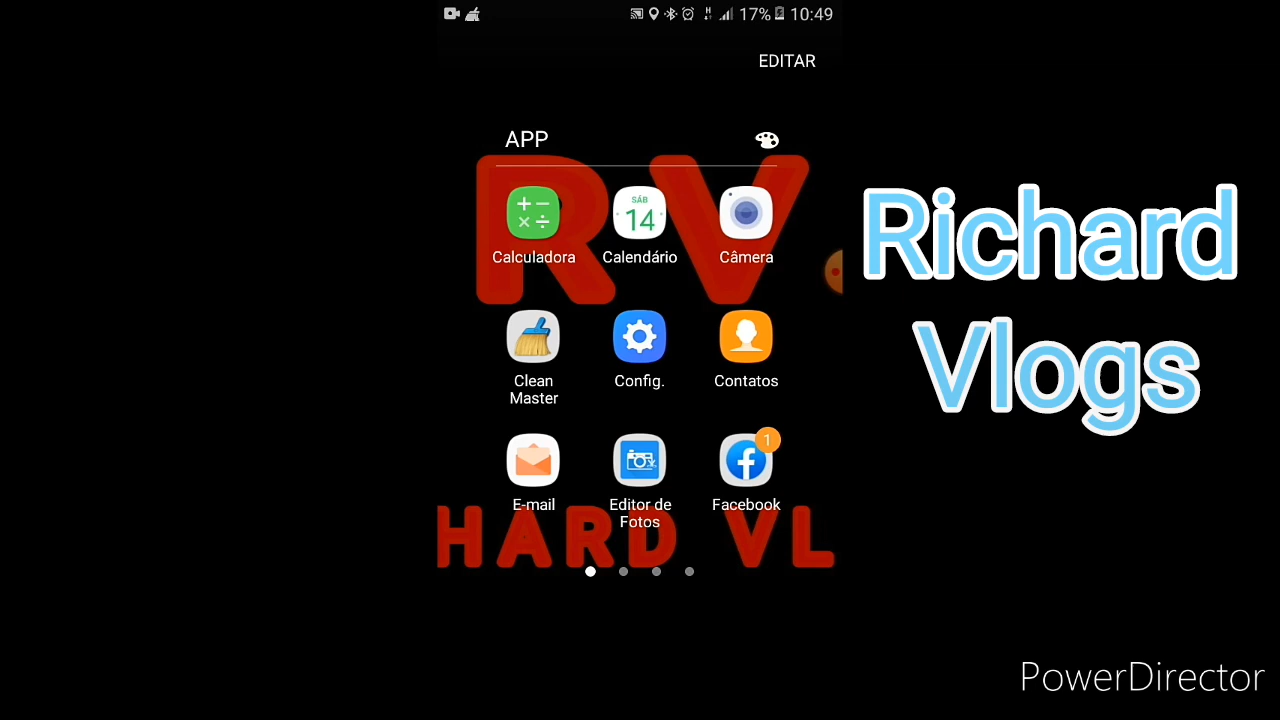 17% 10:49
EDITAR
APP
RV
SÁB
14
Calculadora Calendário Câmera
Richard
Vlogs
Clean
Master
Config.
Contatos
1
E-mail
Editor de
Fotos
Facebook
HARD VL
PowerDirector